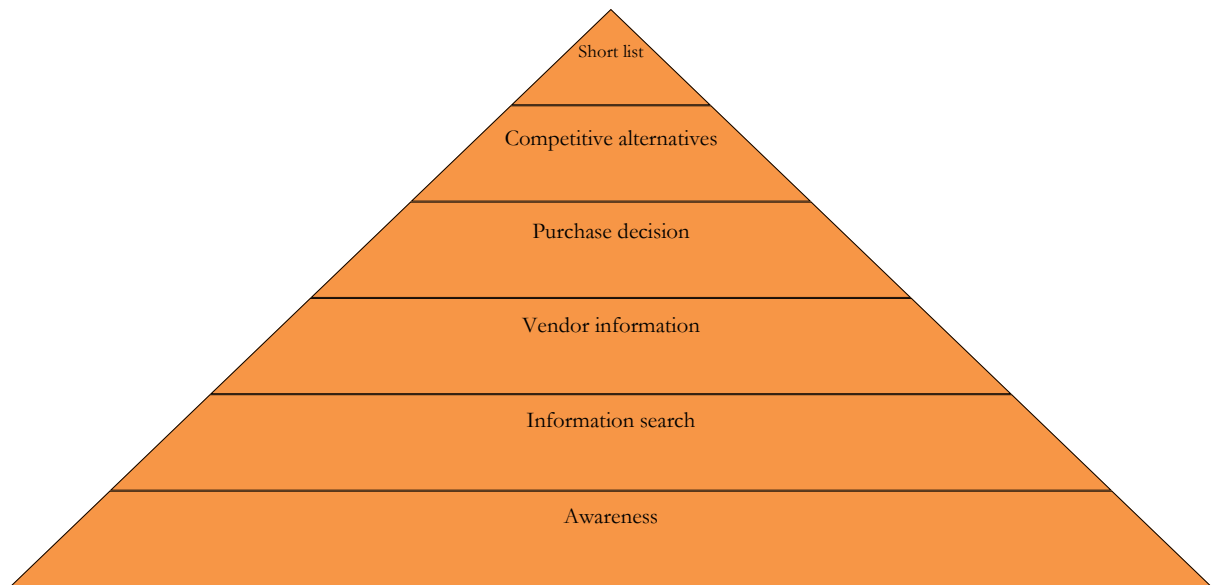 Short list
Competitive alternatives
Purchase decision
Vendor information
Information search
Awareness